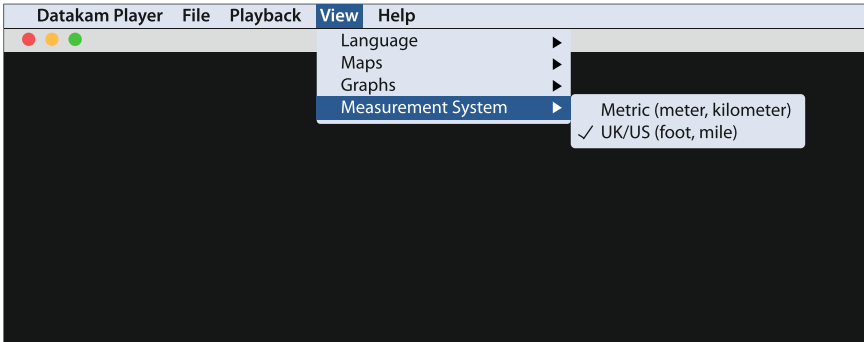 Datakam Player File Playback View Help
Language
Maps
Graphs
Measurement System
Metric (meter, kilometer)
UK/US (foot, mile)